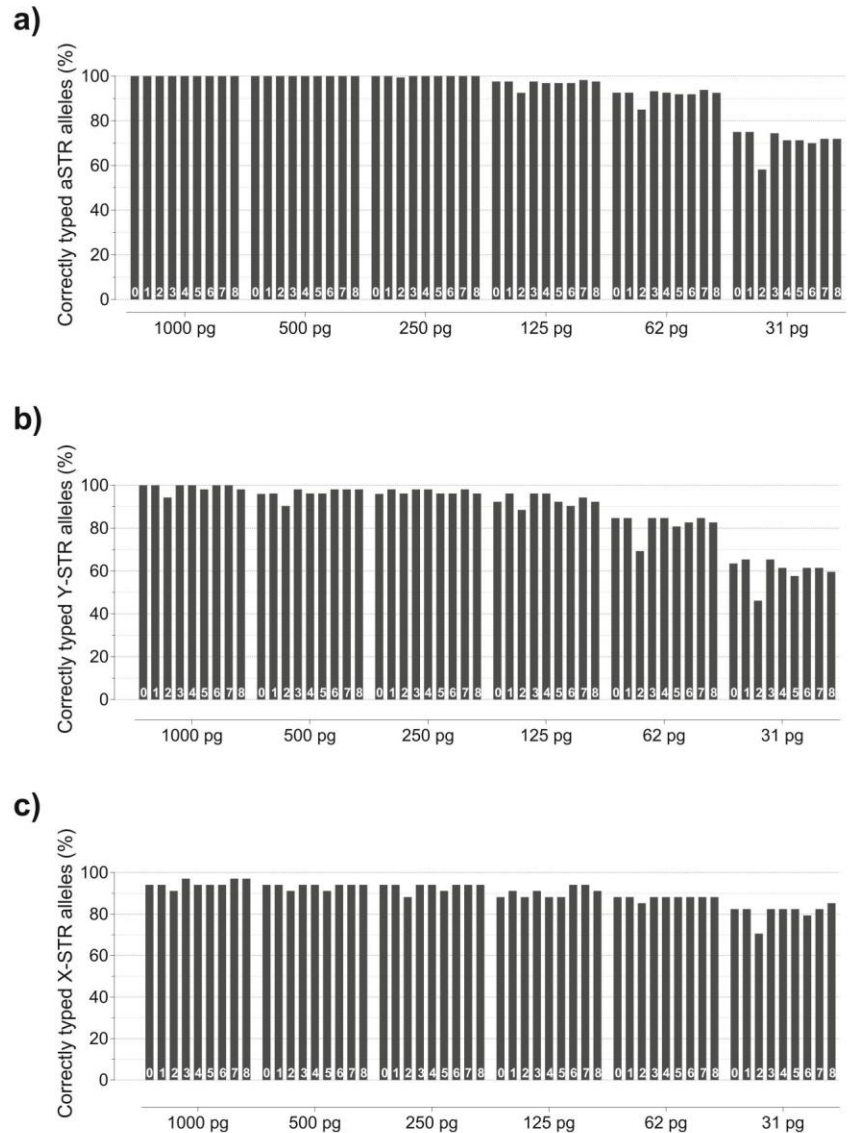 a)
Correctly typed aSTR alleles (%)
100
80
60
40
20
0
0 1 2 3 4 5 6 7 8 0 1 2 3 4 5 6 7 8 0 1 2 3 4 5 6 7 8 0 1 2 3 4 5 6 7 8 0 1 2 3 4 5 6 7 8 0 1 2 3 4 5 6 7 8
1000 pg 500 pg 250 pg 125 pg 62 pg 31 pg
b)
Correctly typed Y-STR alleles (%)
100
80
60
40
20
0
0 1 2 3 4 5 6 7 8 0 1 2 3 4 5 6 7 8 0 1 2 3 4 5 6 7 8 0 1 2 3 4 5 6 7 8 0 1 2 3 4 5 6 7 8 0 1 2 3 4 5 6 7 8
1000 pg 500 pg 250 pg 125 pg 62 pg 31 pg
c)
Correctly typed X-STR alleles (%)
100
80
60
40
20
0
0 1 2 3 4 5 6 7 8 0 1 2 3 4 5 6 7 8 0 1 2 3 4 5 6 7 8 0 1 2 3 4 5 6 7 8 0 1 2 3 4 5 6 7 8 0 1 2 3 4 5 6 7 8
1000 pg 500 pg 250 pg 125 pg 62 pg 31 pg